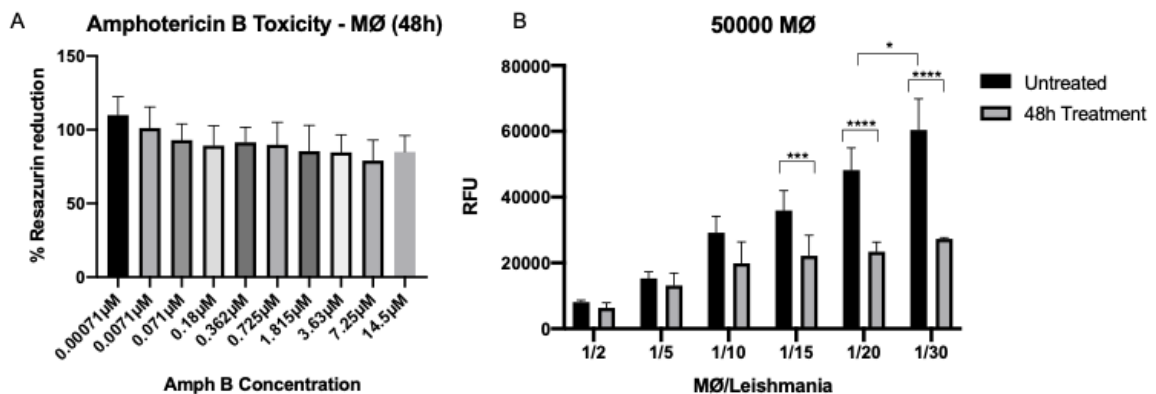 A
Amphotericin B Toxicity - MØ (48h)
150
100
50
0
% Resazurin reduction
0.00071µM
0.0071µM
0.071µM
0.18µM
0.362µM
0.725µM
1.815µM
3.63µM
7.25µM
14.5µM
Amph B Concentration
B
50000 MØ
80000
60000
40000
20000
0
RFU
***
****
*
****
1/2
1/5
1/10
1/15
1/20
1/30
MØ/Leishmania
Untreated
48h Treatment